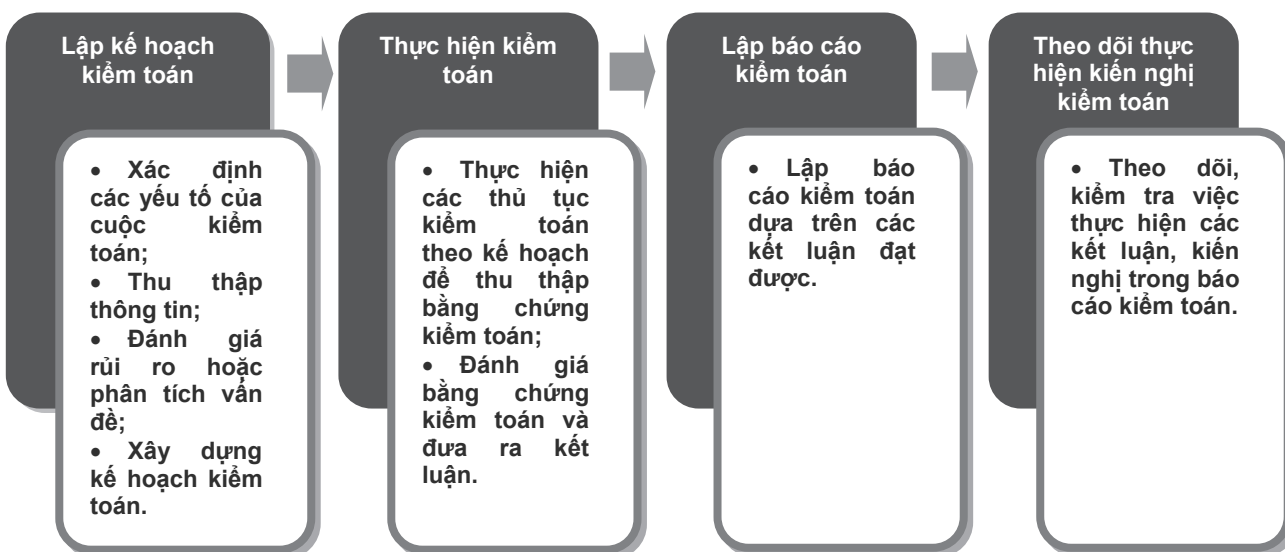 Lập kế hoạch
kiểm toán
• Xác định
các yếu tố của
cuộc kiểm
toán;
• Thu thập
thông tin;
• Đánh giá
rủi ro hoặc
phân tích vấn
đề;
• Xây dựng
kế hoạch kiểm
toán.
Thực hiện kiểm
toán
• Thực hiện
các thủ tục
kiểm toán
theo kế hoạch
để thu thập
bằng chứng
kiểm toán;
• Đánh giá
bằng chứng
kiểm toán và
đưa ra kết
luận.
Lập báo cáo
kiểm toán
• Lập báo
cáo kiểm toán
dựa trên các
kết luận đạt
được.
Theo dõi thực
hiện kiến nghị
kiểm toán
• Theo dõi,
kiểm tra việc
thực hiện các
kết luận, kiến
nghị trong báo
cáo kiểm toán.